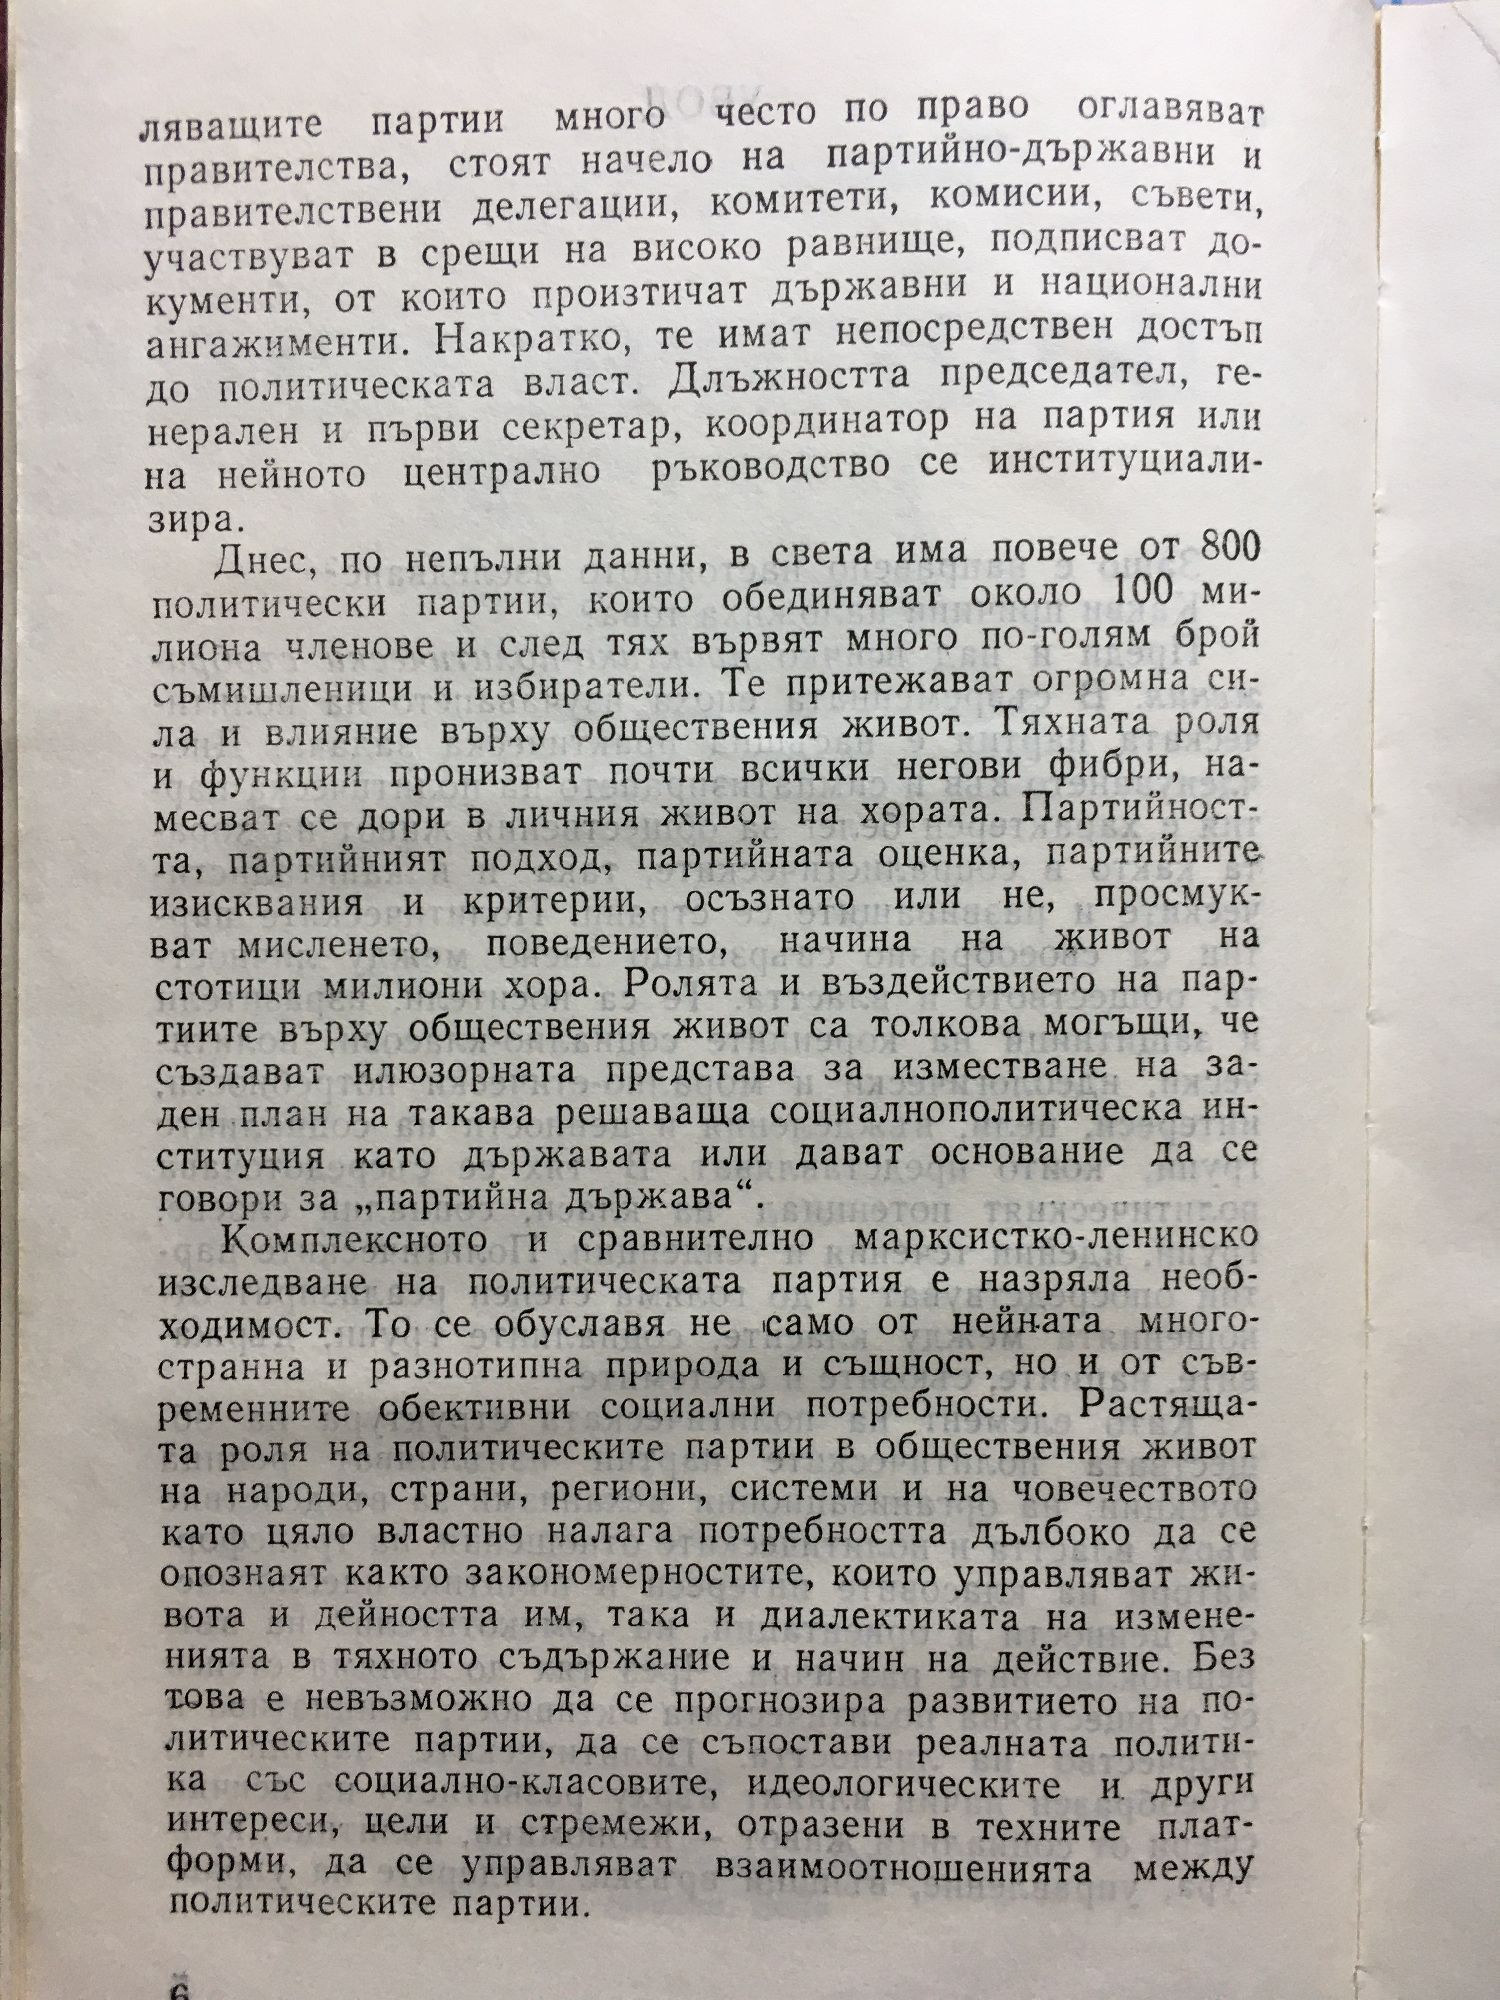 ляващите партии много често по право оглавяват
правителства, стоят начело на партийно-държавни и
правителствени делегации, комитети, комисии, съвети,
участвуват в срещи на високо равнище, подписват до-
кументи, от които произтичат държавни и национални
ангажименти. Накратко, те имат непосредствен достъп
до политическата власт. Длъжността председател, ге-
нерален и първи секретар, координатор на партия или
на нейното централно ръководство се институциали-
зира.
Днес, по непълни данни, в света има повече от 800
политически партии, които обединяват около 100 ми-
лиона членове и след тях вървят много по-голям брой
съмишленици и избиратели. Те притежават огромна си-
ла и влияние върху обществения живот. Тяхната роля
и функции пронизват почти всички негови фибри, на-
месват се дори в личния живот на хората. Партийност-
та, партийният подход, партийната оценка, партийните
изисквания и критерии, осъзнато или не, просмук-
ват мисленето, поведението, начина на живот на
стотици милиони хора. Ролята и въздействието на пар-
тиите върху обществения живот са толкова могъщи, че
създават илюзорната представа за изместване на за-
ден план на такава решаваща социалнополитическа ин-
ституция като държавата или дават основание да се
говори за „партийна държава“.
Комплексното и сравнително марксистко-ленинско
изследване на политическата партия е назряла необ-
ходимост. То се обуславя не само от нейната много-
странна и разнотипна природа и същност, но и от съв-
ременните обективни социални потребности. Растяща-
та роля на политическите партии в обществения живот
на народи, страни, региони, системи и на човечеството
като цяло властно налага потребността дълбоко да се
опознаят както закономерностите, които управляват жи-
вота и дейността им, така и диалектиката на измене-
нията в тяхното съдържание и начин на действие. Без
това е невъзможно да се прогнозира развитието на по-
литическите партии, да се съпостави реалната полити-
ка със социално-класовите, идеологическите и други
интереси, цели и стремежи, отразени в техните плат-
форми, да се управляват взаимоотношенията между
политическите партии.
6